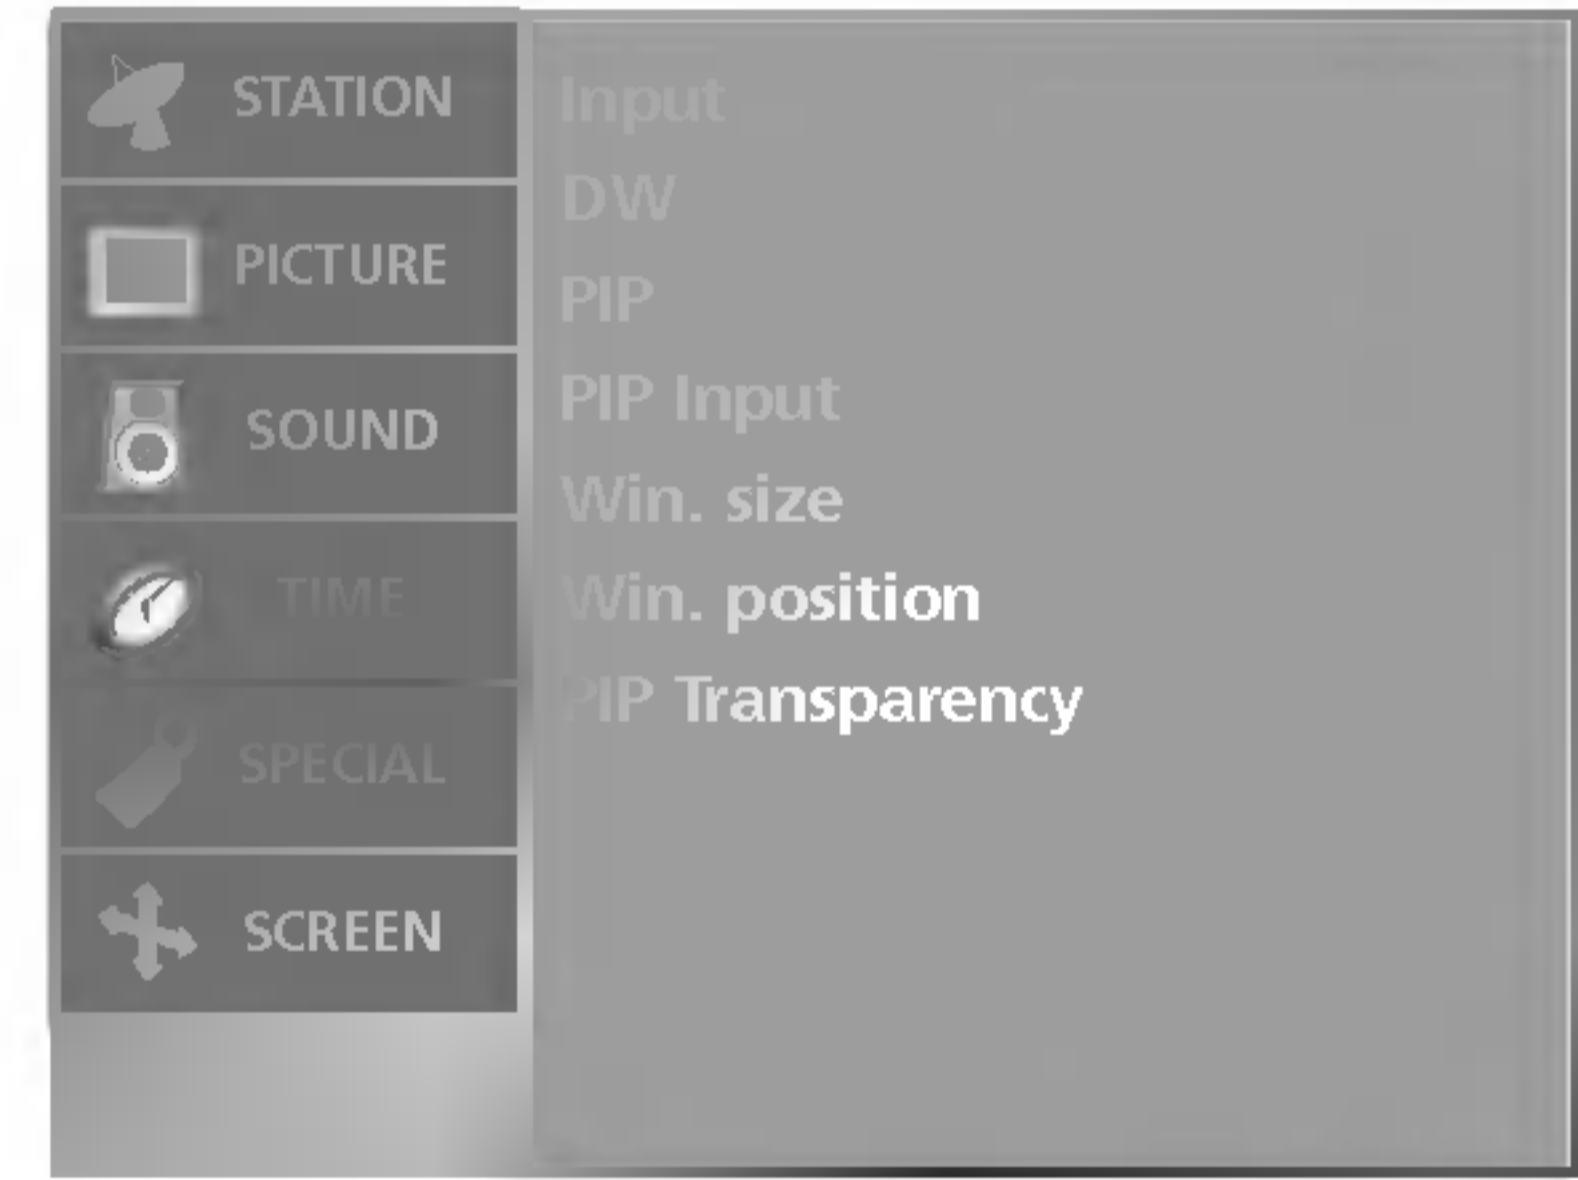 STATION
PICTURE
SOUND
TIME
SPECIAL
SCREEN
Input
DW
PIP
PIP Input
Win. size
Win. position
PIP Transparency